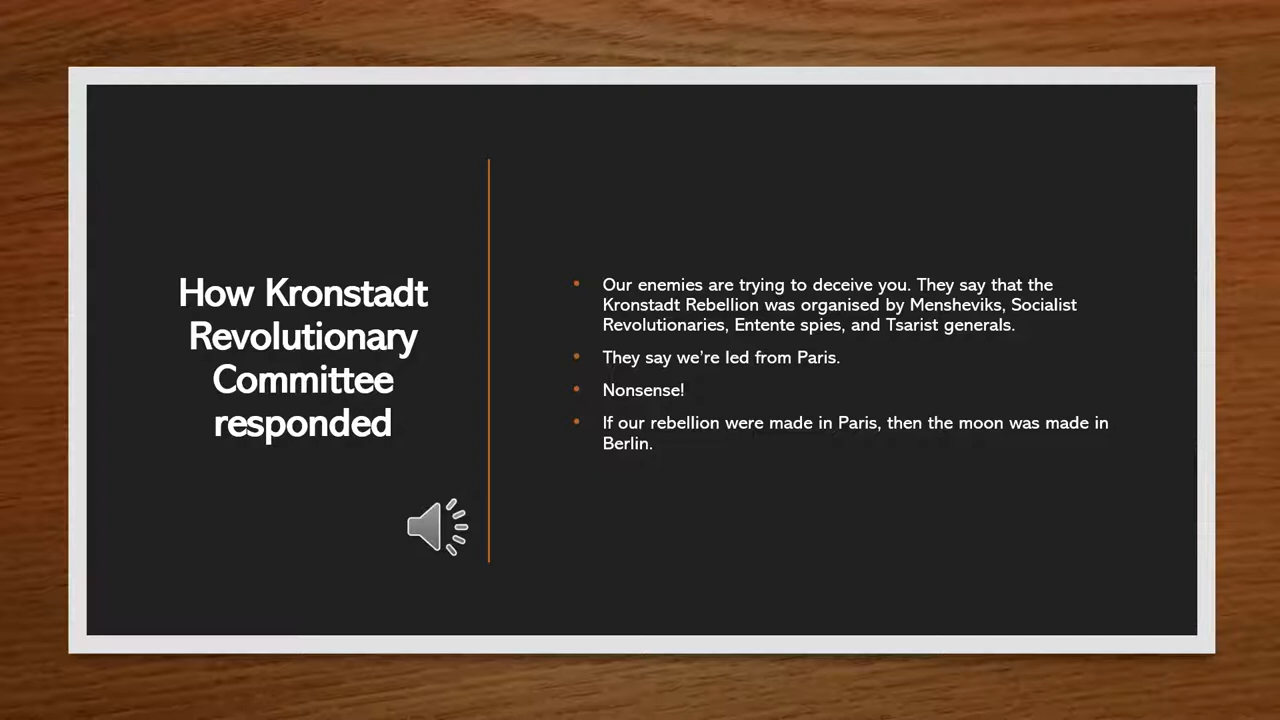 How Kronstadt
Revolutionary
Committee
responded
Our enemies are trying to deceive you. They say that the
Kronstadt Rebellion was organised by Mensheviks, Socialist
Revolutionaries, Entente spies, and Tsarist generals.
They say we’re led from Paris.
Nonsense!
If our rebellion were made in Paris, then the moon was made in
Berlin.